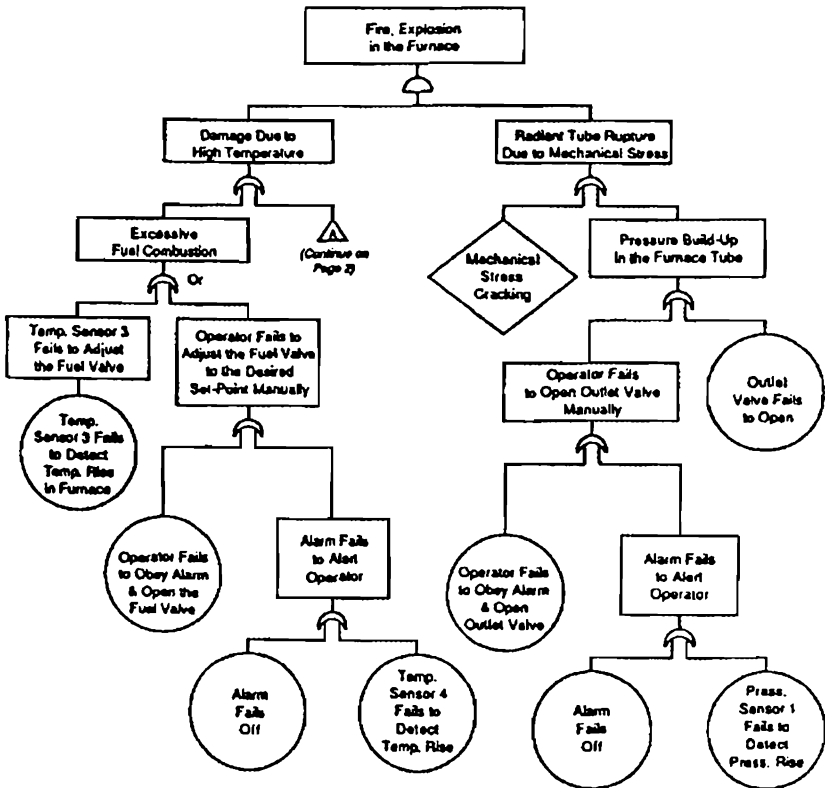 Fire, Explosion
in the Furnace
Damage Due to
High Temperature
Radiant Tube Rupture
Due to Mechanical Stress
Excessive
Fuel Combustion
A
(Continue on
Page 2)
Mechanical
Stress
Cracking
Pressure Build-Up
In the Furnace Tube
Or
Temp. Sensor 3
Fails to Adjust
the Fuel Valve
Operator Fails to
Adjust the Fuel Valve
to the Desired
Set-Point Manually
Operator Fails
to Open Outlet Valve
Manually
Outlet
Valve Fails
to Open
Temp.
Sensor 3 Fails
to Detect
Temp. Rise
in Furnace
Operator Fails
to Obey Alarm
& Open the
Fuel Valve
Alarm Fails
to Alert
Operator
Operator Fails
to Obey Alarm
& Open
Outlet Valve
Alarm Fails
to Alert
Operator
Alarm
Fails
Off
Temp.
Sensor 4
Fails to
Detect
Temp. Rise
Alarm
Fails
Off
Press.
Sensor 1
Fails to
Detect
Press. Rise